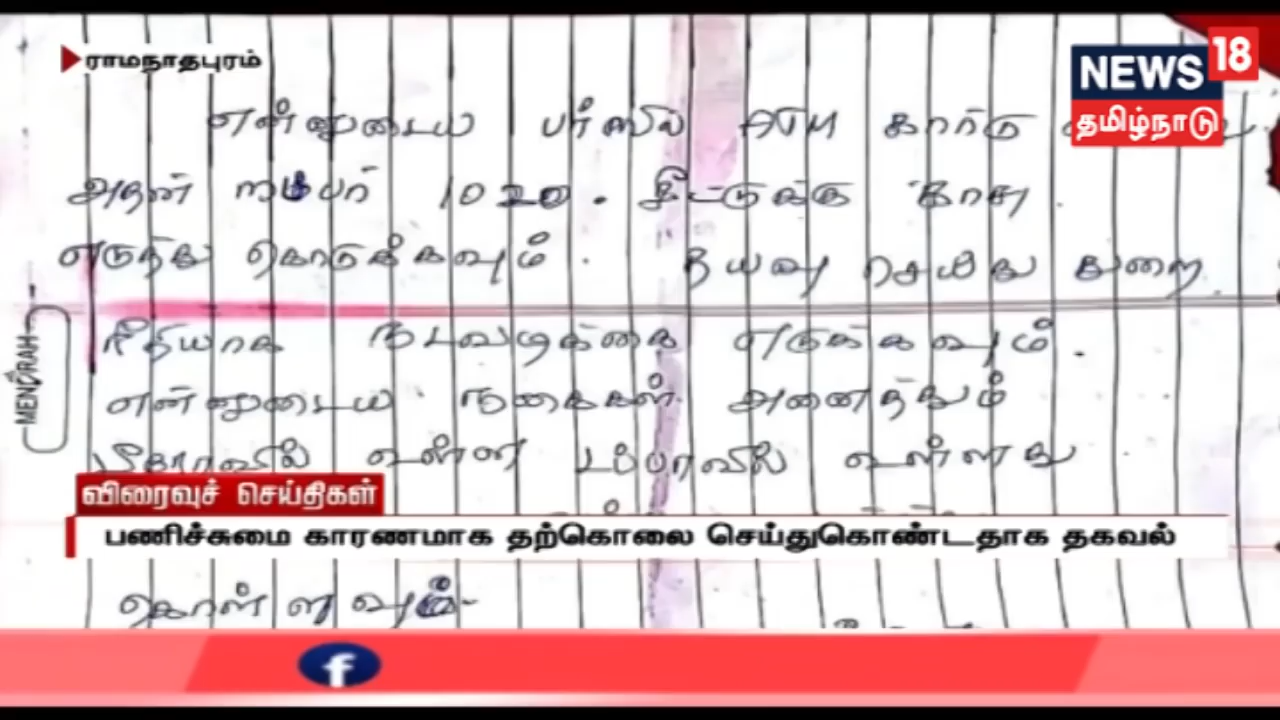 ராமநாதபுரம்
NEWS 18
தமிழ்நாடு
என்னுடைய பர்ஸில் ATM கார்டு
அதன் நம்பர் 1020. கிட்டுக்கு காசு
எடுத்து கொடுக்கவும். தயவு செய்து துறை
ரீதியாக நடவடிக்கை எடுக்கவும்.
MENORAH
என்னுடைய நகைகள் அனைத்தும்
பீரோவில் உள்ள டப்பாவில் உள்ளது
விரைவுச் செய்திகள்
பணிச்சுமை காரணமாக தற்கொலை செய்துகொண்டதாக தகவல்
கொள்ளவும்-
f